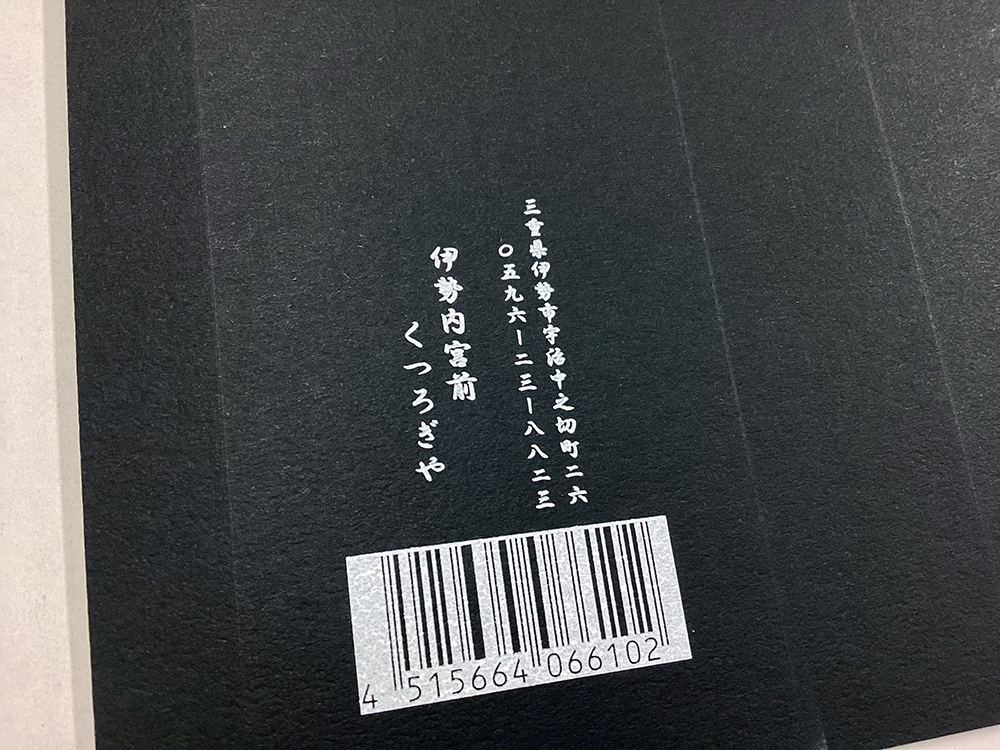 三重県伊勢市宇治中之切町二六
〇五九六ー二三ー八八二三
伊勢内宮前
くつろぎや
4 515664 066102